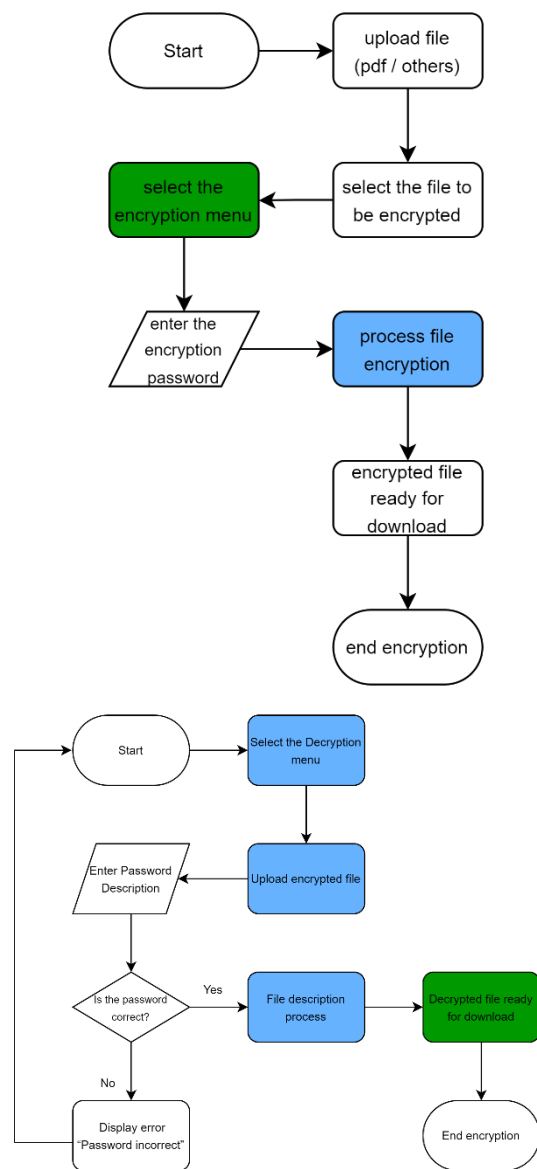 Start
upload file
(pdf / others)
select the
encryption menu
select the file to
be encrypted
enter the
encryption
password
process file
encryption
encrypted file
ready for
download
end encryption
Start
Select the Decryption
menu
Enter Password
Description
Upload encrypted file
Is the password
correct?
Yes
File description
process
Decrypted file ready
for download
No
Display error
“Password incorrect”
End encryption